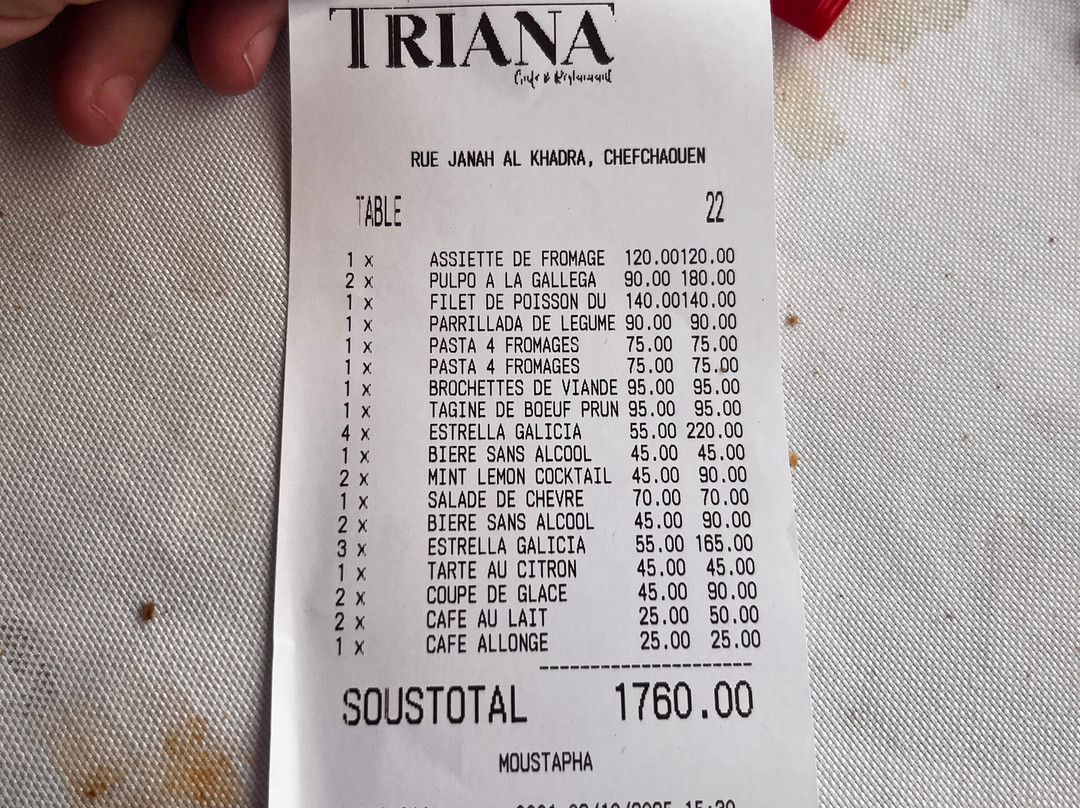 TRIANA
Café & Restaurant
RUE JANAH AL KHADRA, CHEFCHAOUEN
TABLE 22
1 x ASSIETTE DE FROMAGE 120.00120.00
2 x PULPO A LA GALLEGA 90.00 180.00
1 x FILET DE POISSON DU 140.00140.00
1 x PARRILLADA DE LEGUME 90.00 90.00
1 x PASTA 4 FROMAGES 75.00 75.00
1 x PASTA 4 FROMAGES 75.00 75.00
1 x BROCHETTES DE VIANDE 95.00 95.00
1 x TAGINE DE BOEUF PRUN 95.00 95.00
4 x ESTRELLA GALICIA 55.00 220.00
1 x BIERE SANS ALCOOL 45.00 45.00
2 x MINT LEMON COCKTAIL 45.00 90.00
1 x SALADE DE CHEVRE 70.00 70.00
2 x BIERE SANS ALCOOL 45.00 90.00
3 x ESTRELLA GALICIA 55.00 165.00
1 x TARTE AU CITRON 45.00 45.00
2 x COUPE DE GLACE 45.00 90.00
2 x CAFE AU LAIT 25.00 50.00
1 x CAFE ALLONGE 25.00 25.00
SOUSTOTAL 1760.00
MOUSTAPHA